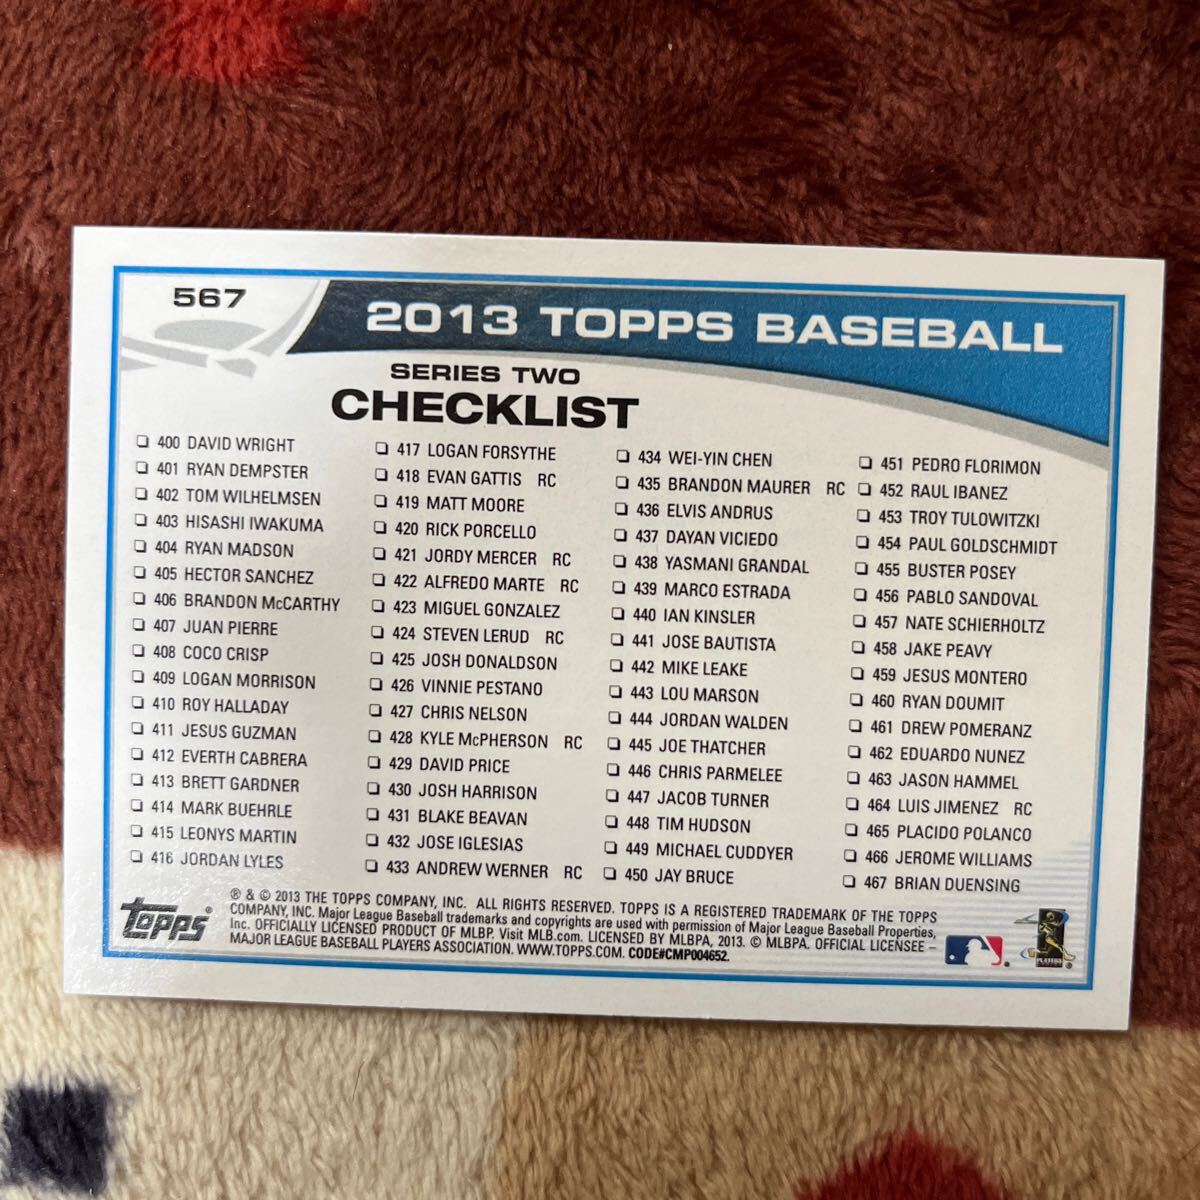 567
2013 TOPPS BASEBALL
SERIES TWO
CHECKLIST
❏ 400 DAVID WRIGHT
❏ 401 RYAN DEMPSTER
❏ 402 TOM WILHELMSEN
❏ 403 HISASHI IWAKUMA
❏ 404 RYAN MADSON
❏ 405 HECTOR SANCHEZ
❏ 406 BRANDON McCARTHY
❏ 407 JUAN PIERRE
❏ 408 COCO CRISP
❏ 409 LOGAN MORRISON
❏ 410 ROY HALLADAY
❏ 411 JESUS GUZMAN
❏ 412 EVERTH CABRERA
❏ 413 BRETT GARDNER
❏ 414 MARK BUEHRLE
❏ 415 LEONYS MARTIN
❏ 416 JORDAN LYLES
❏ 417 LOGAN FORSYTHE
❏ 418 EVAN GATTIS RC
❏ 419 MATT MOORE
❏ 420 RICK PORCELLO
❏ 421 JORDY MERCER RC
❏ 422 ALFREDO MARTE RC
❏ 423 MIGUEL GONZALEZ
❏ 424 STEVEN LERUD RC
❏ 425 JOSH DONALDSON
❏ 426 VINNIE PESTANO
❏ 427 CHRIS NELSON
❏ 428 KYLE McPHERSON RC
❏ 429 DAVID PRICE
❏ 430 JOSH HARRISON
❏ 431 BLAKE BEAVAN
❏ 432 JOSE IGLESIAS
❏ 433 ANDREW WERNER RC
❏ 434 WEI-YIN CHEN
❏ 435 BRANDON MAURER RC
❏ 436 ELVIS ANDRUS
❏ 437 DAYAN VICIEDO
❏ 438 YASMANI GRANDAL
❏ 439 MARCO ESTRADA
❏ 440 IAN KINSLER
❏ 441 JOSE BAUTISTA
❏ 442 MIKE LEAKE
❏ 443 LOU MARSON
❏ 444 JORDAN WALDEN
❏ 445 JOE THATCHER
❏ 446 CHRIS PARMELEE
❏ 447 JACOB TURNER
❏ 448 TIM HUDSON
❏ 449 MICHAEL CUDDYER
❏ 450 JAY BRUCE
❏ 451 PEDRO FLORIMON
❏ 452 RAUL IBANEZ
❏ 453 TROY TULOWITZKI
❏ 454 PAUL GOLDSCHMIDT
❏ 455 BUSTER POSEY
❏ 456 PABLO SANDOVAL
❏ 457 NATE SCHIERHOLTZ
❏ 458 JAKE PEAVY
❏ 459 JESUS MONTERO
❏ 460 RYAN DOUMIT
❏ 461 DREW POMERANZ
❏ 462 EDUARDO NUNEZ
❏ 463 JASON HAMMEL
❏ 464 LUIS JIMENEZ RC
❏ 465 PLACIDO POLANCO
❏ 466 JEROME WILLIAMS
❏ 467 BRIAN DUENSING
topps®
® & © 2013 THE TOPPS COMPANY, INC. ALL RIGHTS RESERVED. TOPPS IS A REGISTERED TRADEMARK OF THE TOPPS
COMPANY, INC. Major League Baseball trademarks and copyrights are used with permission of Major League Baseball Properties,
Inc. OFFICIALLY LICENSED PRODUCT OF MLBP. Visit MLB.com. LICENSED BY MLBPA, 2013. © MLBPA. OFFICIAL LICENSEE –
MAJOR LEAGUE BASEBALL PLAYERS ASSOCIATION. WWW.TOPPS.COM. CODE#CMP004652.
PLAYERS